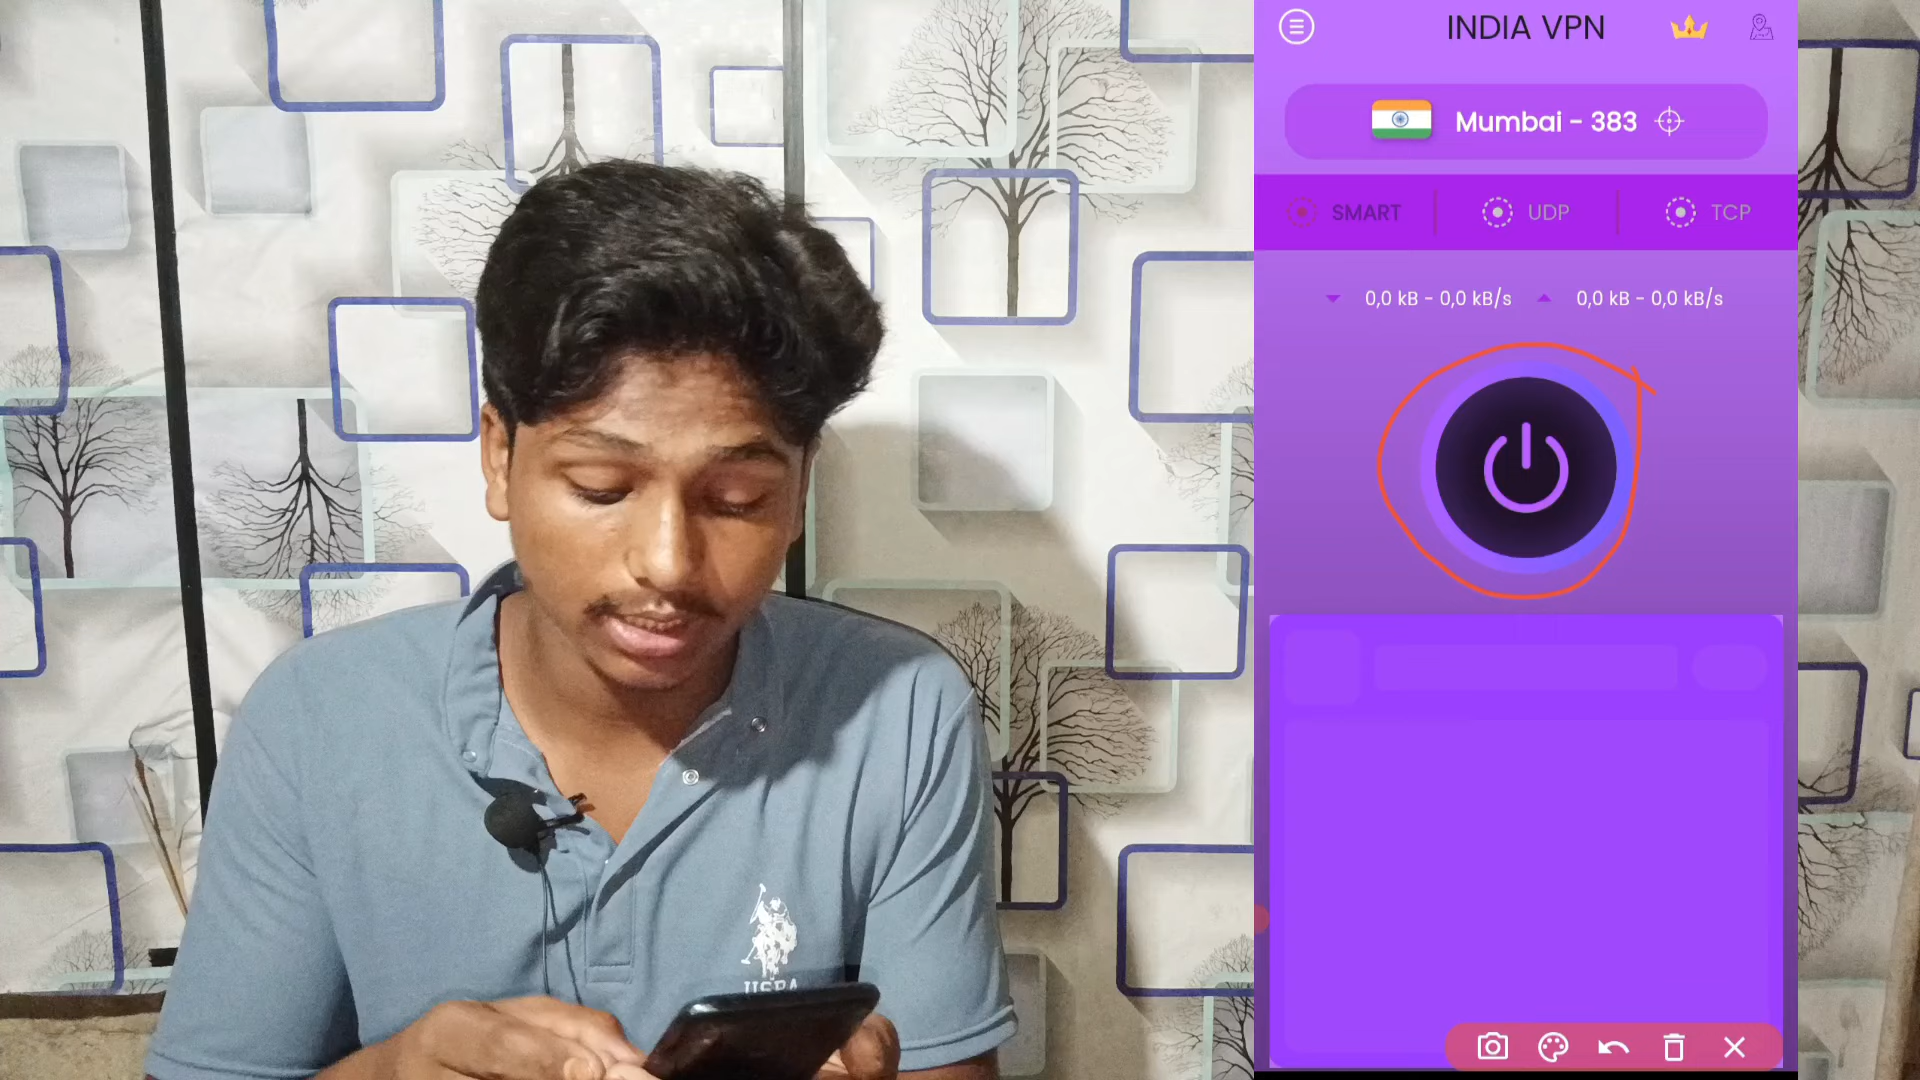 INDIA VPN
Mumbai - 383
SMART
UDP
TCP
0,0 kB - 0,0 kB/s
0,0 kB - 0,0 kB/s
USPA